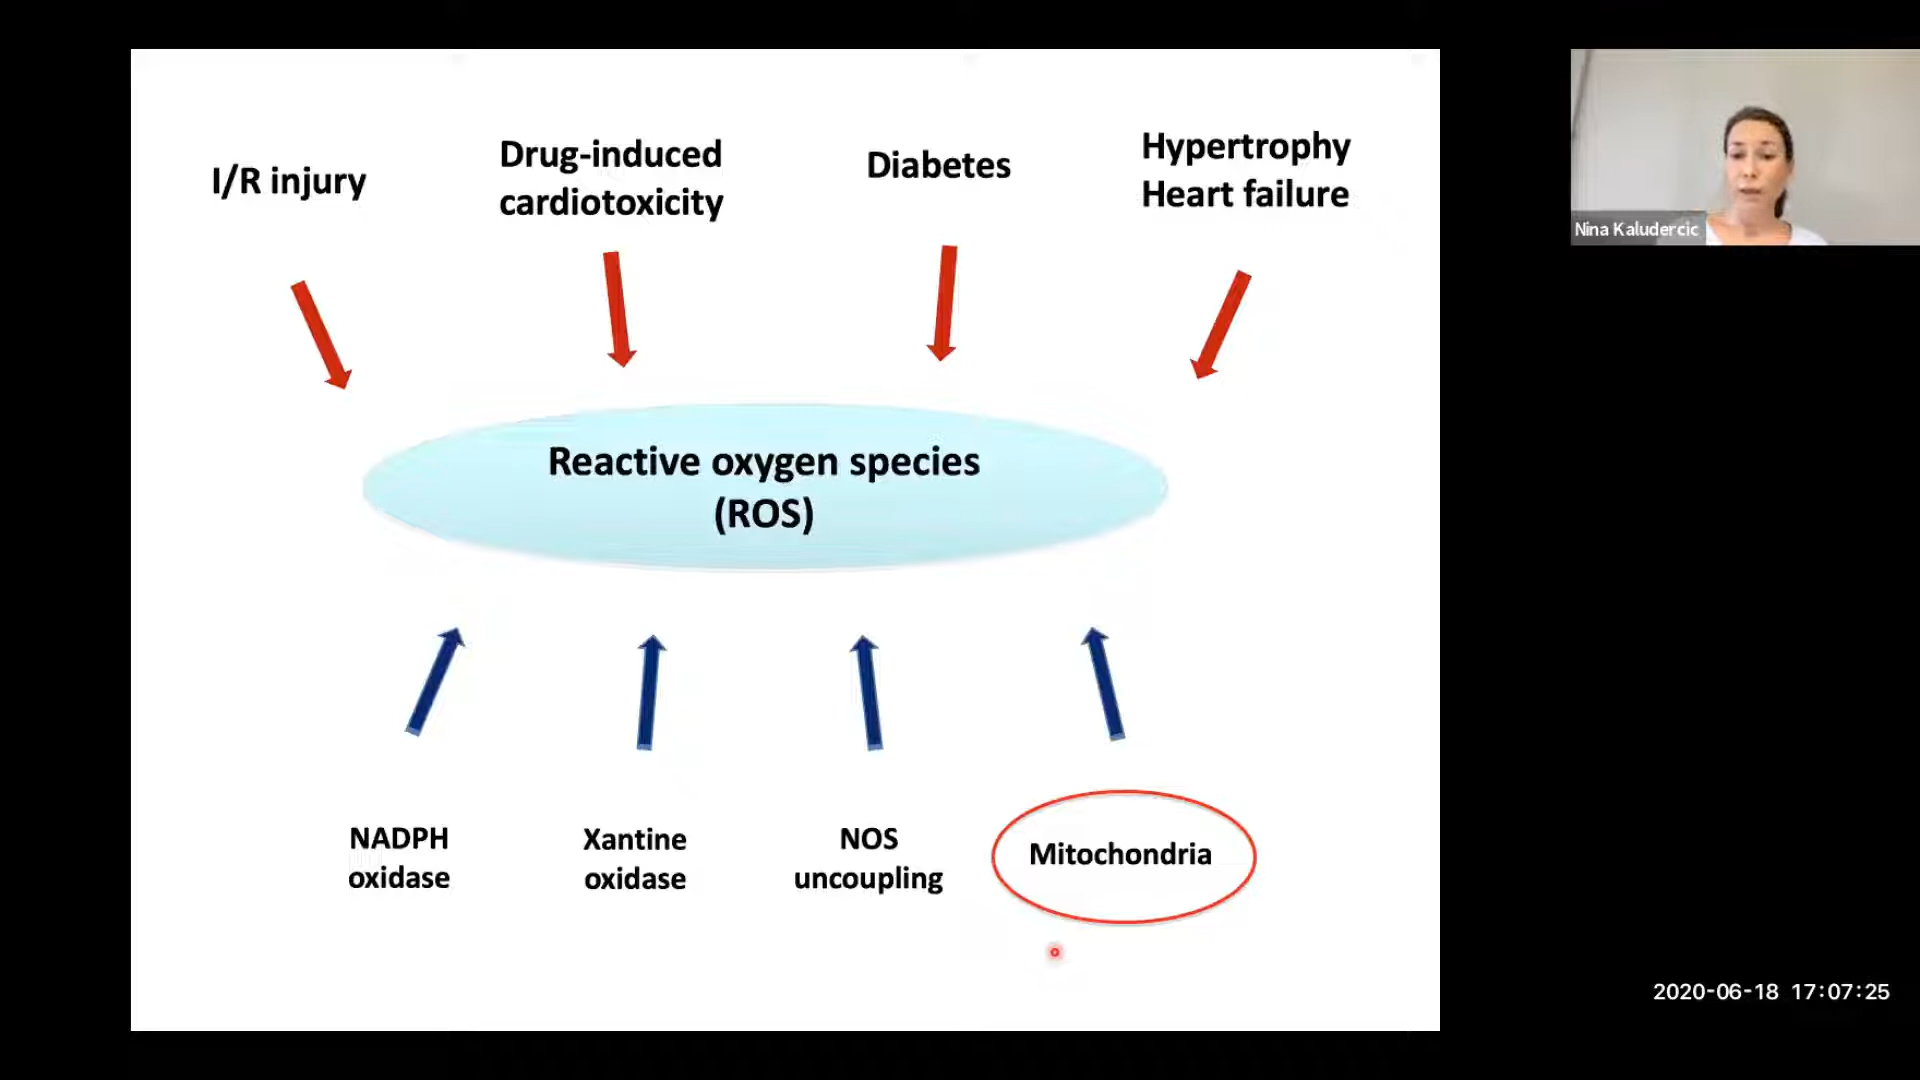 I/R injury
Drug-induced
cardiotoxicity
Diabetes
Hypertrophy
Heart failure
Nina Kaludercic
Reactive oxygen species
(ROS)
NADPH
oxidase
Xantine
oxidase
NOS
uncoupling
Mitochondria
2020-06-18 17:07:25